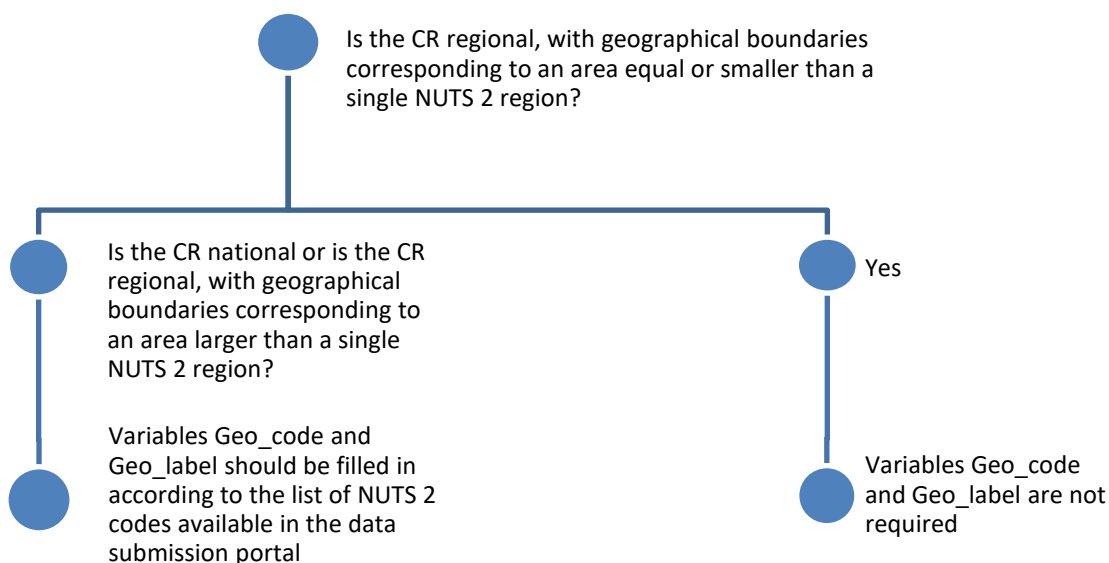 Is the CR regional, with geographical boundaries
corresponding to an area equal or smaller than a
single NUTS 2 region?
Is the CR national or is the CR
regional, with geographical
boundaries corresponding to
an area larger than a single
NUTS 2 region?
Yes
Variables Geo_code and
Geo_label should be filled in
according to the list of NUTS 2
codes available in the data
submission portal
Variables Geo_code
and Geo_label are not
required